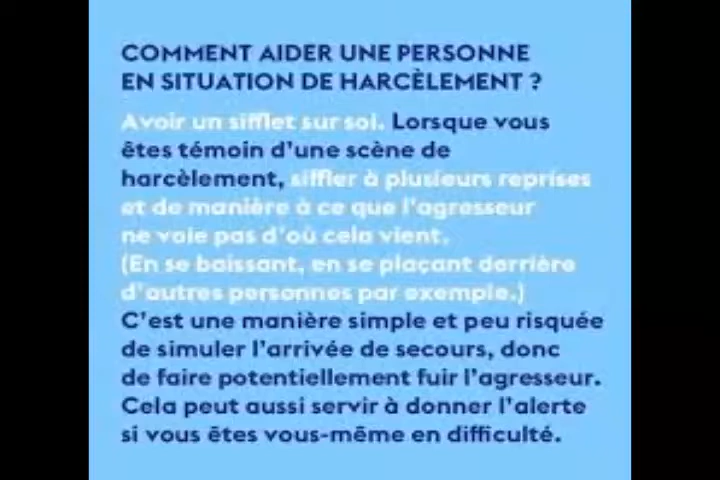 COMMENT AIDER UNE PERSONNE
EN SITUATION DE HARCÈLEMENT ?
Avoir un sifflet sur soi. Lorsque vous
êtes témoin d'une scène de
harcèlement, siffler à plusieurs reprises
et de manière à ce que l'agresseur
ne voie pas d'où cela vient.
(En se baissant, en se plaçant derrière
d'autres personnes par exemple.)
C'est une manière simple et peu risquée
de simuler l'arrivée de secours, donc
de faire potentiellement fuir l'agresseur.
Cela peut aussi servir à donner l'alerte
si vous êtes vous-même en difficulté.